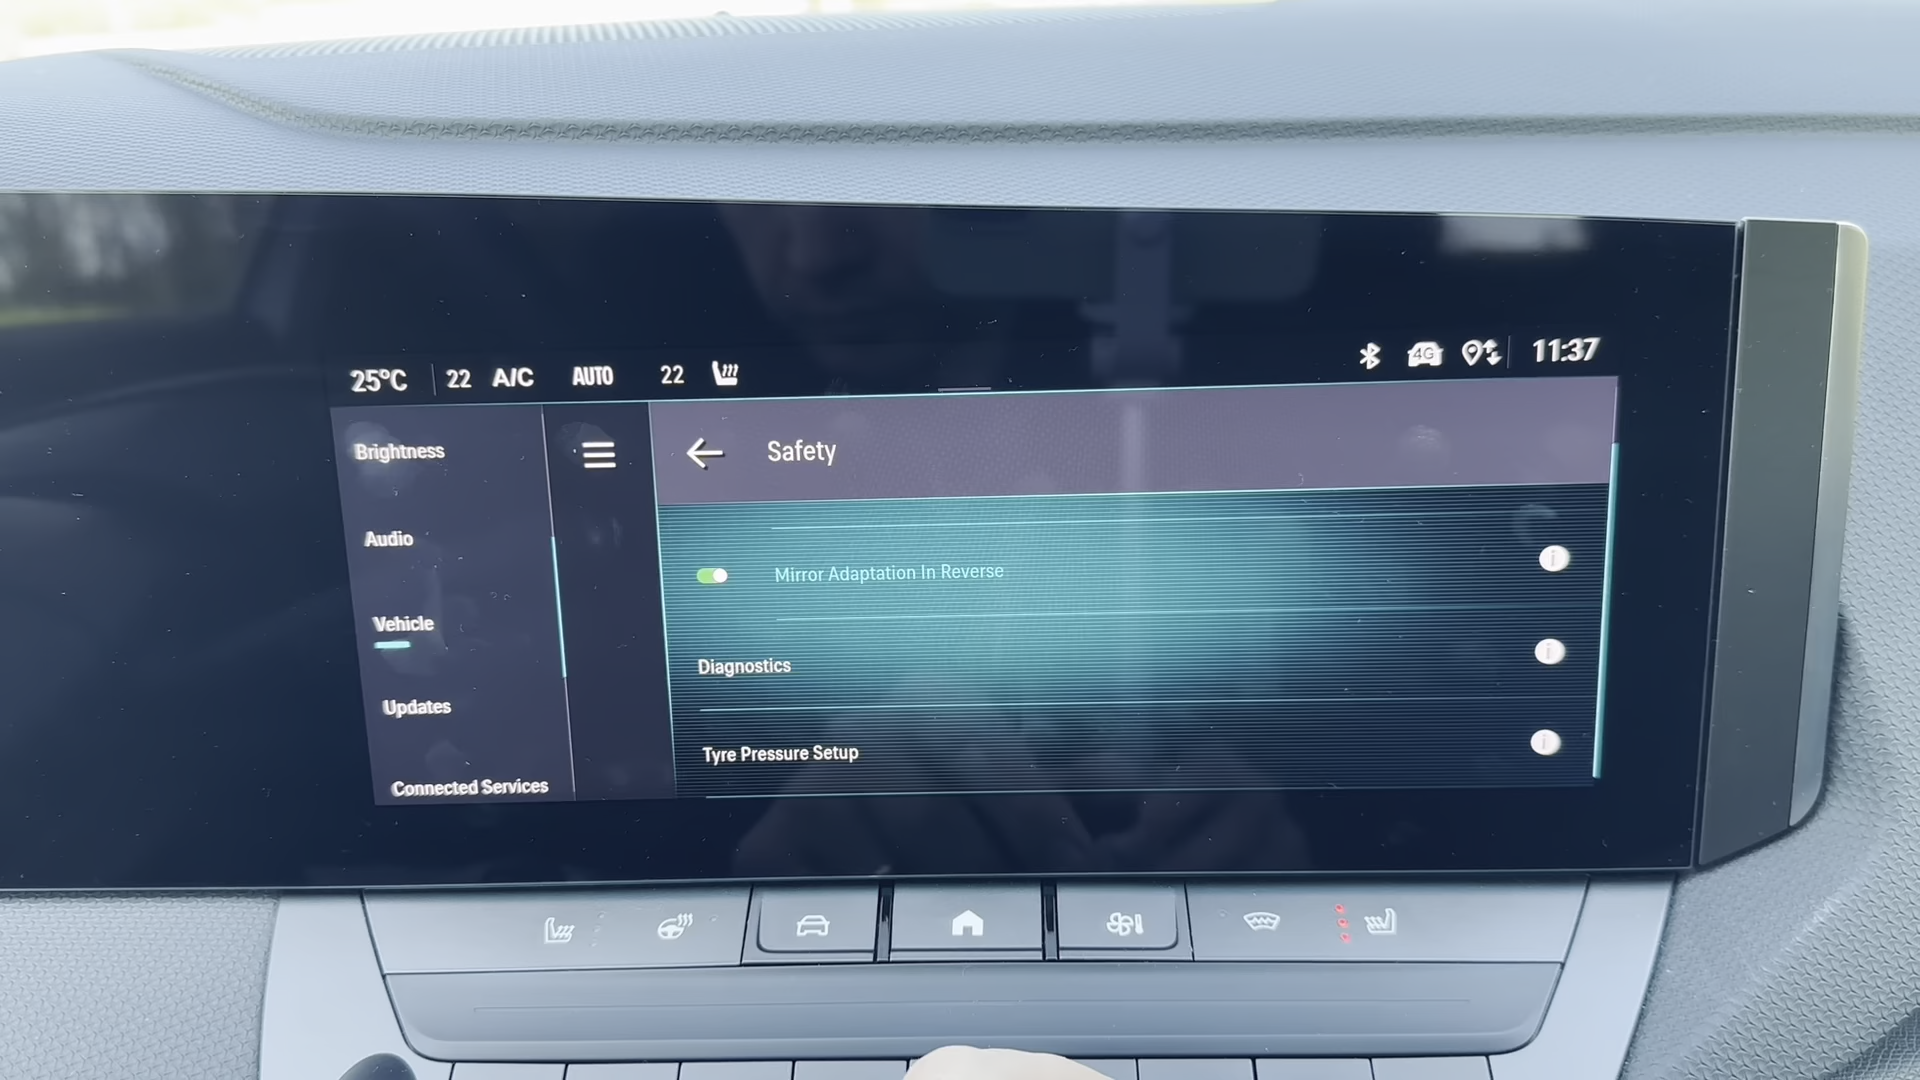 25°C 22 A/C AUTO 22 4G 11:37
Brightness
Audio
Vehicle
Updates
Connected Services
Safety
Mirror Adaptation In Reverse
Diagnostics
Tyre Pressure Setup